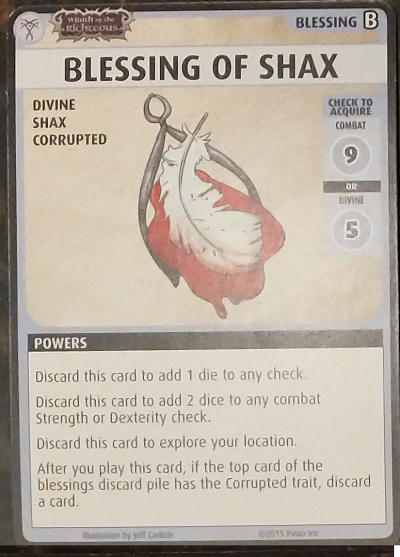 Wrath of the
Righteous
BLESSING B
BLESSING OF SHAX
DIVINE
SHAX
CORRUPTED
CHECK TO
ACQUIRE
COMBAT
9
OR
DIVINE
5
POWERS
Discard this card to add 1 die to any check.
Discard this card to add 2 dice to any combat
Strength or Dexterity check.
Discard this card to explore your location.
After you play this card, if the top card of the
blessings discard pile has the Corrupted trait, discard
a card.
Illustration by Jeff Carlisle
©2015 Paizo Inc.